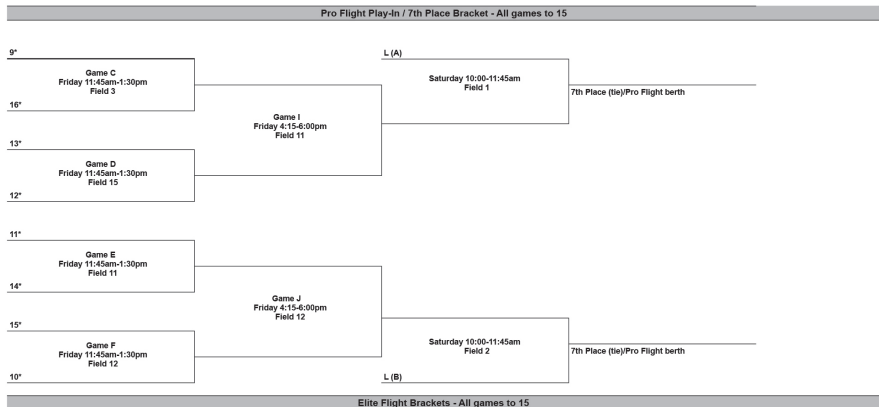 Pro Flight Play-In / 7th Place Bracket - All games to 15
9*
L (A)
Game C
Friday 11:45am-1:30pm
Field 3
Saturday 10:00-11:45am
Field 1
7th Place (tie)/Pro Flight berth
16*
Game I
Friday 4:15-6:00pm
Field 11
13*
Game D
Friday 11:45am-1:30pm
Field 15
12*
11*
Game E
Friday 11:45am-1:30pm
Field 11
14*
Game J
Friday 4:15-6:00pm
Field 12
15*
Game F
Friday 11:45am-1:30pm
Field 12
Saturday 10:00-11:45am
Field 2
7th Place (tie)/Pro Flight berth
10*
L (B)
Elite Flight Brackets - All games to 15